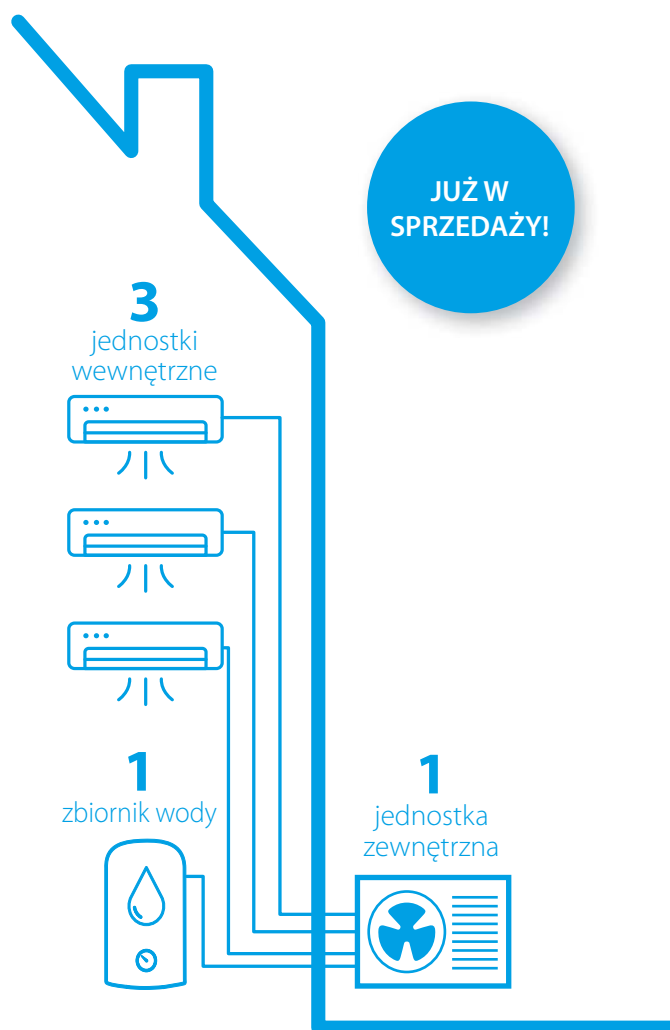 JUŻ W
SPRZEDAŻY!
3
jednostki
wewnętrzne
1
zbiornik wody
1
jednostka
zewnętrzna